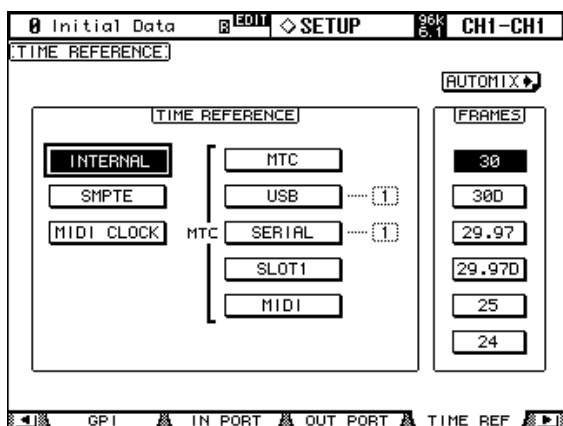 0 Initial Data R EDIT ◇SETUP 96k 6.1 CH1-CH1
TIME REFERENCE
AUTOMIX
TIME REFERENCE
INTERNAL
SMPTE
MIDI CLOCK
MTC
MTC
USB 1
SERIAL 1
SLOT1
MIDI
FRAMES
30
30D
29.97
29.97D
25
24
GPI IN PORT OUT PORT TIME REF